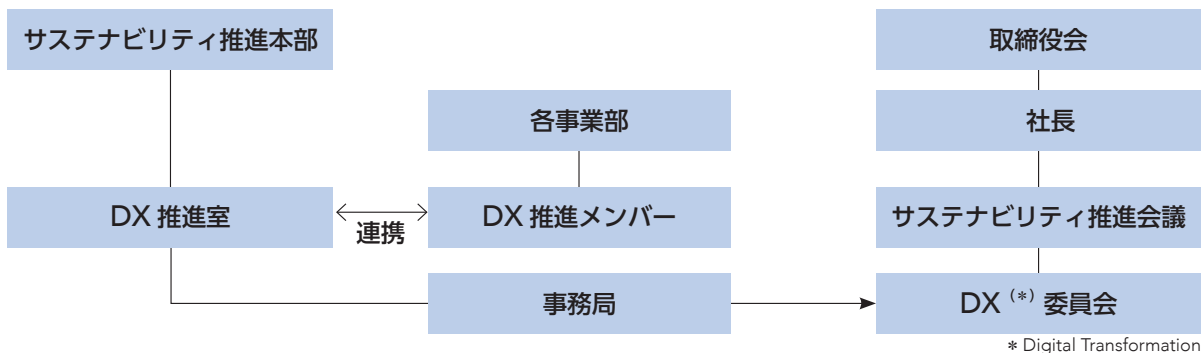 サステナビリティ推進本部
取締役会
各事業部
社長
DX 推進室
連携
DX 推進メンバー
サステナビリティ推進会議
事務局
DX (*) 委員会
* Digital Transformation